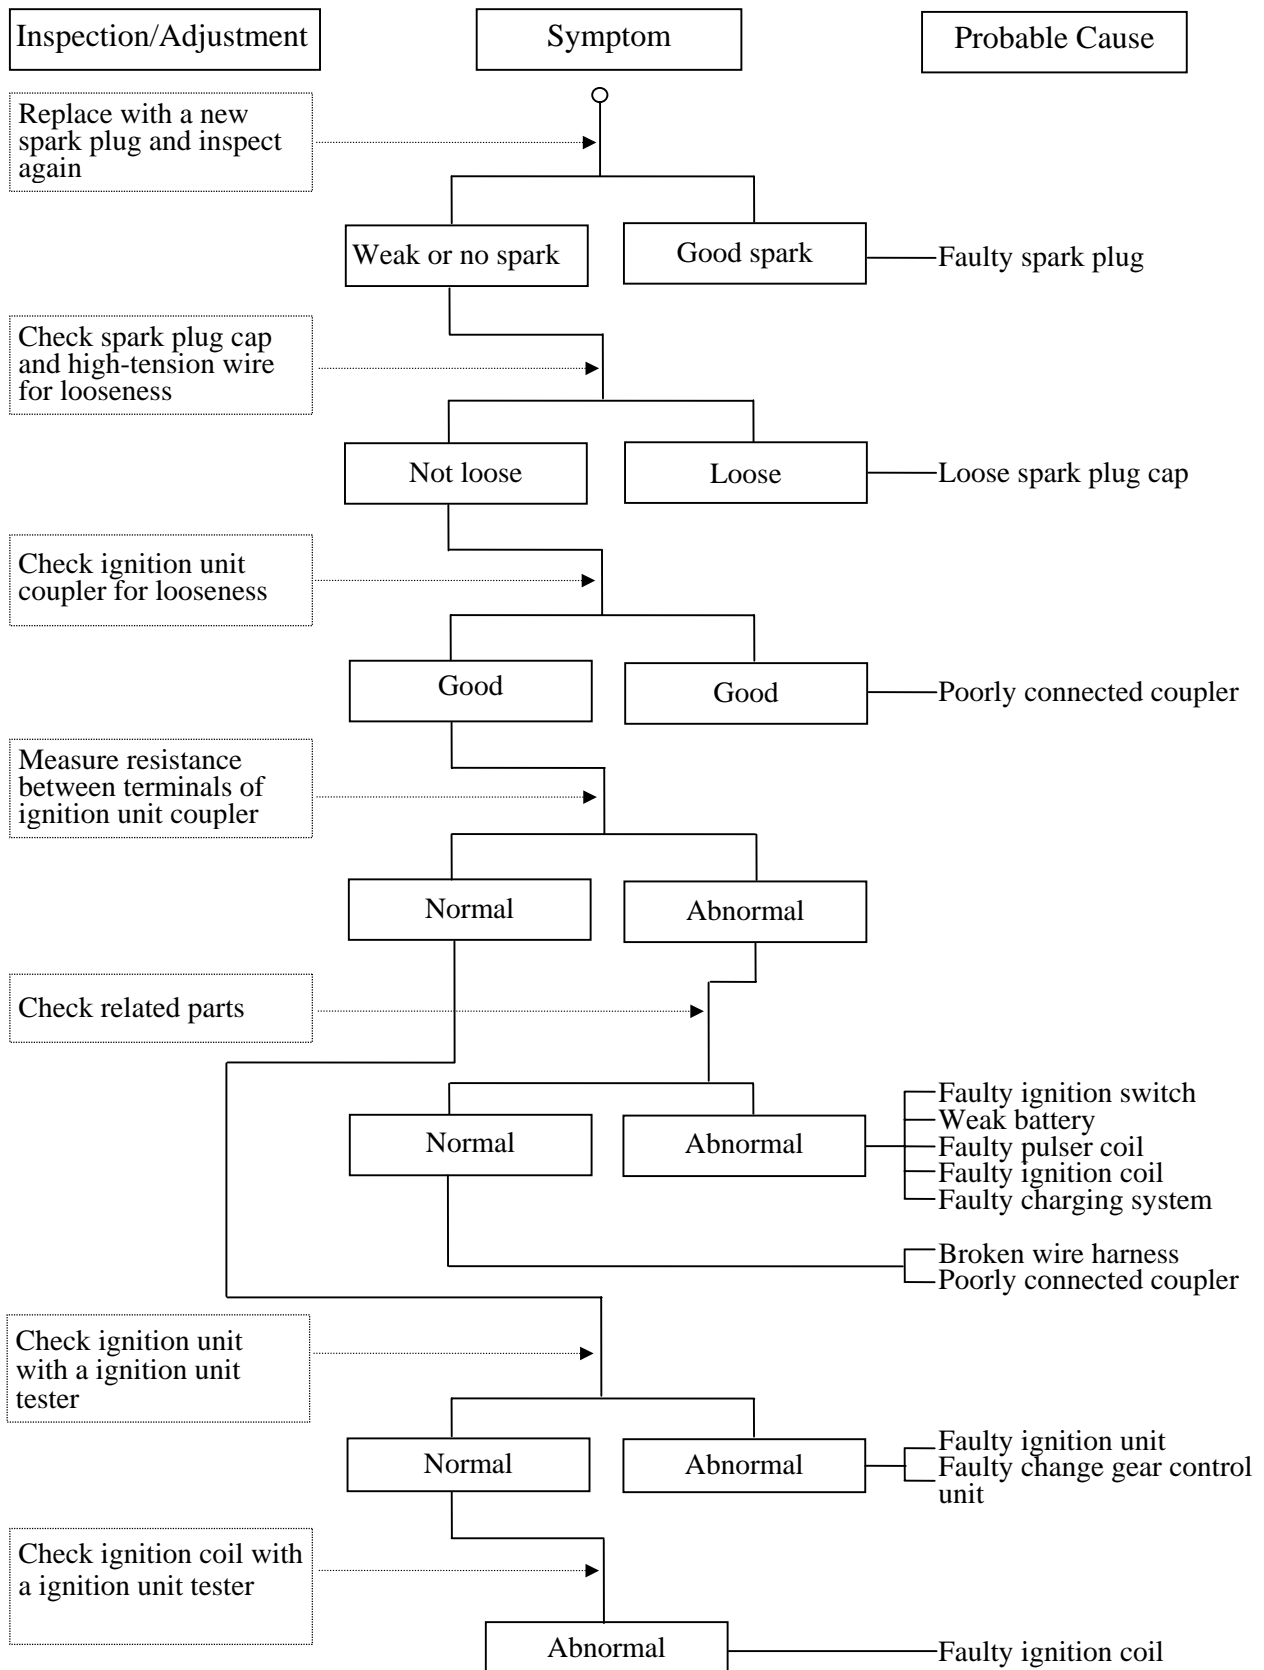 Inspection/Adjustment
Symptom
Probable Cause
Replace with a new
spark plug and inspect
again
Weak or no spark
Good spark
Faulty spark plug
Check spark plug cap
and high-tension wire
for looseness
Not loose
Loose
Loose spark plug cap
Check ignition unit
coupler for looseness
Good
Good
Poorly connected coupler
Measure resistance
between terminals of
ignition unit coupler
Normal
Abnormal
Check related parts
Normal
Abnormal
Faulty ignition switch
Weak battery
Faulty pulser coil
Faulty ignition coil
Faulty charging system
Broken wire harness
Poorly connected coupler
Check ignition unit
with a ignition unit
tester
Normal
Abnormal
Faulty ignition unit
Faulty change gear control
unit
Check ignition coil with
a ignition unit tester
Abnormal
Faulty ignition coil